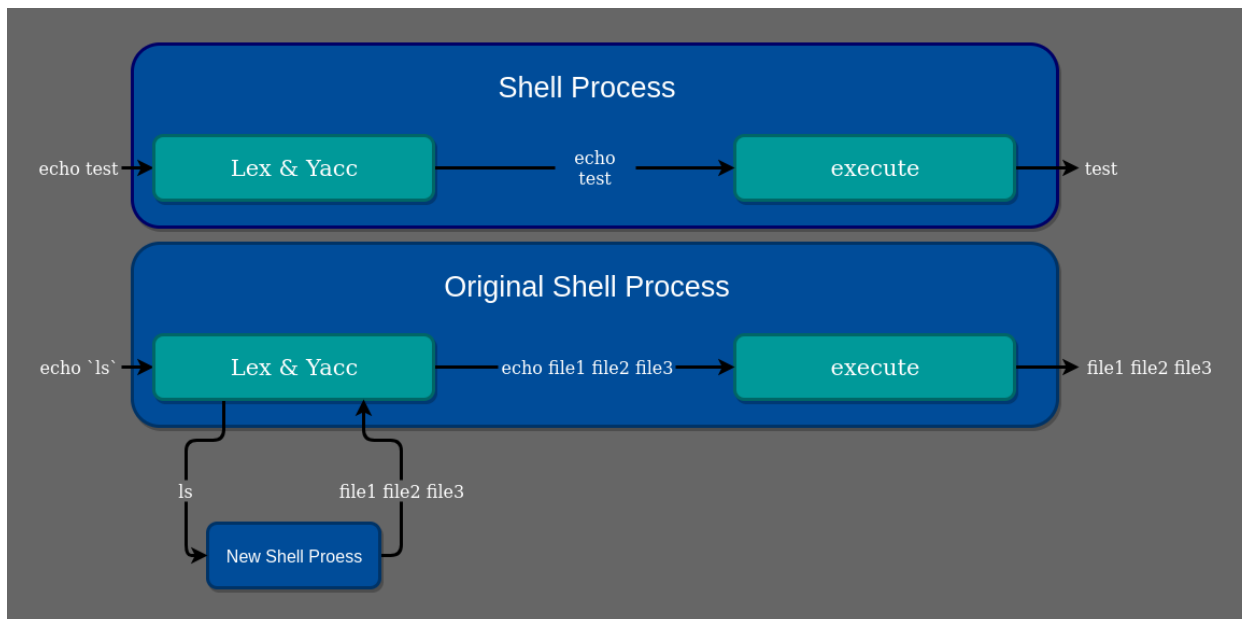 Shell Process
echo test
Lex & Yacc
echo
test
execute
test
Original Shell Process
echo `ls`
Lex & Yacc
echo file1 file2 file3
execute
file1 file2 file3
ls
file1 file2 file3
New Shell Proess